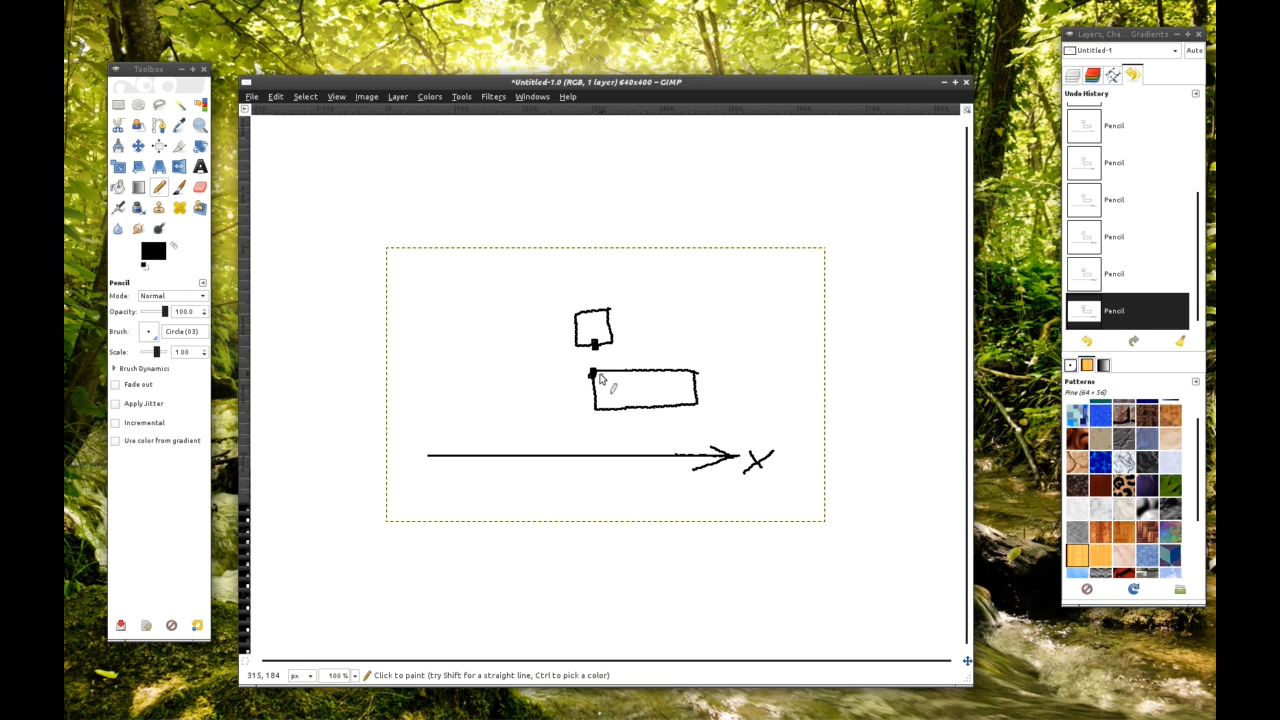 Toolbox
*Untitled-1.0 (RGB, 1 layer) 640x400 – GIMP
File Edit Select View Image Layer Colors Tools Filters Windows Help
Pencil
Mode: Normal
Opacity: 100.0
Brush: Circle (03)
Scale: 1.00
Brush Dynamics
Fade out
Apply Jitter
Incremental
Use color from gradient
X
315, 184 px 100 % Click to paint (try Shift for a straight line, Ctrl to pick a color)
Layers, Cha... Gradients
Untitled-1 Auto
Undo History
Pencil
Pencil
Pencil
Pencil
Pencil
Pencil
Patterns
Pine (64 × 56)